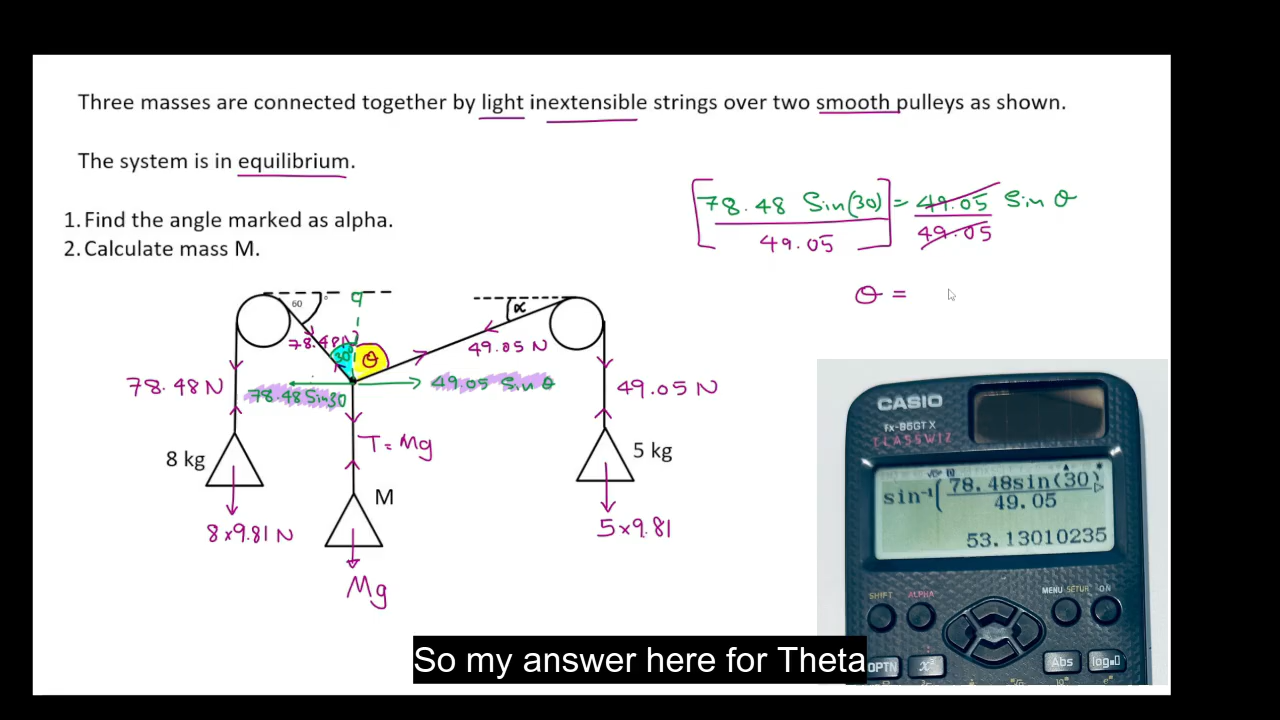 Three masses are connected together by light inextensible strings over two smooth pulleys as shown.
The system is in equilibrium.
1. Find the angle marked as alpha.
2. Calculate mass M.
78.48 Sin(30) = 49.05 Sin θ
49.05 49.05
θ =
60 °
α
78.48N
30°
θ
49.05 N
78.48 N
78.48 Sin30
49.05 Sin θ
49.05 N
T = Mg
8 kg
5 kg
M
8×9.81 N
5×9.81
Mg
CASIO
fx-86GT X
CLASSWIZ
sin⁻¹(78.48sin(30)
49.05
53.13010235
SHIFT ALPHA MENU SETUP ON
OPTN x² Abs log
So my answer here for Theta